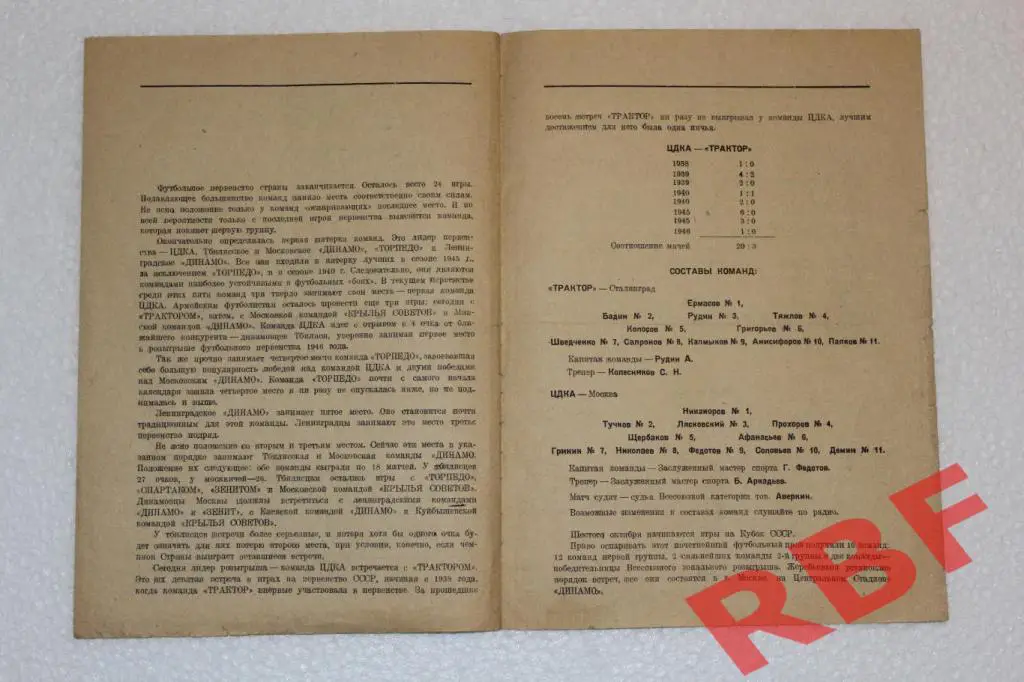 Футбольное первенство страны заканчивается. Осталось всего 24 игры.
Подавляющее большинство команд заняло места соответственно своим силам.
Не ясно положение только у команд «оспаривающих» последнее место. И по
всей вероятности только с последней игрой первенства выяснится команда,
которая покинет первую группу.
Окончательно определилась первая пятерка команд. Это лидер первен-
ства — ЦДКА, Тбилисское и Московское «ДИНАМО», «ТОРПЕДО» и Ленин-
градское «ДИНАМО». Все они входили в пятерку лучших в сезоне 1945 г.,
за исключением «ТОРПЕДО», и в сезоне 1940 г. Следовательно, они являются
командами наиболее устойчивыми в футбольных «боях». В текущем первенстве
среди этих пяти команд три твердо занимают свои места — первая команда
ЦДКА. Армейским футболистам осталось провести еще три игры: сегодня с
«ТРАКТОРОМ», затем, с Московской командой «КРЫЛЬЯ СОВЕТОВ» и Мос-
ковской командой «ДИНАМО». Команда ЦДКА идет с отрывом в 4 очка от бли-
жайшего конкурента — динамовцев Тбилиси, уверенно занимая первое место
в розыгрыше футбольного первенства 1946 года.
Так же прочно занимает четвертое место команда «ТОРПЕДО», завоевавшая
себе большую популярность победой над командой ЦДКА и двумя победами
над Московским «ДИНАМО». Команда «ТОРПЕДО» почти с самого начала
календаря заняла четвертое место и ни разу не опускалась ниже, но не под-
нималась и выше.
Ленинградское «ДИНАМО» занимает пятое место. Оно становится почти
традиционным для этой команды. Ленинградцы занимают это место третье
первенство подряд.
Не ясно положение со вторым и третьим местом. Сейчас эти места в ука-
занном порядке занимают Тбилисская и Московская команды «ДИНАМО.
Положение их следующее: обе команды сыграли по 18 матчей. У тбилисцев
27 очков, у москвичей—26. Тбилисцам остались игры с «ТОРПЕДО»,
«СПАРТАКОМ», «ЗЕНИТОМ» и Московской командой «КРЫЛЬЯ СОВЕТОВ».
Динамовцы Москвы должны встретиться с ленинградскими командами
«ДИНАМО» и «ЗЕНИТ», с Киевской командой «ДИНАМО» и Куйбышевской
командой «КРЫЛЬЯ СОВЕТОВ».
У тбилисцев встречи более серьезные, и потеря хотя бы одного очка бу-
дет означать для них потерю второго места, при условии, конечно, если чем-
пион Страны выиграет оставшиеся встречи.
Сегодня лидер розыгрыша — команда ЦДКА встречается с «ТРАКТОРОМ».
Это их девятая встреча в играх на первенство СССР, начиная с 1938 года,
когда команда «ТРАКТОР» впервые участвовала в первенстве. За прошедшие
восемь встреч «ТРАКТОР» ни разу не выигрывал у команды ЦДКА, лучшим
достижением для него была одна ничья.
ЦДКА — «ТРАКТОР»
1938 1 : 0
1939 4 : 2
1939 2 : 0
1940 1 : 1
1940 2 : 0
1945 6 : 0
1945 3 : 0
1946 1 : 0
Соотношение мячей 20 : 3
СОСТАВЫ КОМАНД:
«ТРАКТОР» — Сталинград
Ермасов № 1,
Бадин № 2, Рудин № 3, Тяжлов № 4,
Колосров № 5, Григорьев № 6,
Шведченко № 7, Сапронов № 8, Калмыков № 9, Анисифоров № 10, Папков № 11.
Капитан команды — Рудин А.
Тренер — Колесников С. Н.
ЦДКА — Москва
Никаноров № 1,
Тучков № 2, Лясковский № 3, Прохоров № 4,
Щербаков № 5, Афанасьев № 6,
Гринин № 7, Николаев № 8, Федотов № 9, Соловьев № 10, Демин № 11.
Капитан команды — Заслуженный мастер спорта Г. Федотов.
Тренер — Заслуженный мастер спорта Б. Аркадьев.
Матч судит — судья Всесоюзной категории тов. Аверкин.
Возможные изменения в составах команд слушайте по радио.
Шестого октября начинаются игры на Кубок СССР.
Право оспаривать этот почетнейший футбольный приз получили 16 команд:
12 команд первой группы, 2 сильнейших команды 2-й группы и две команды-
победительницы Всесоюзного зонального розыгрыша. Жеребьевкой установлен
порядок встреч, все они состоятся в г. Москве на Центральном Стадионе
«ДИНАМО».
RBF